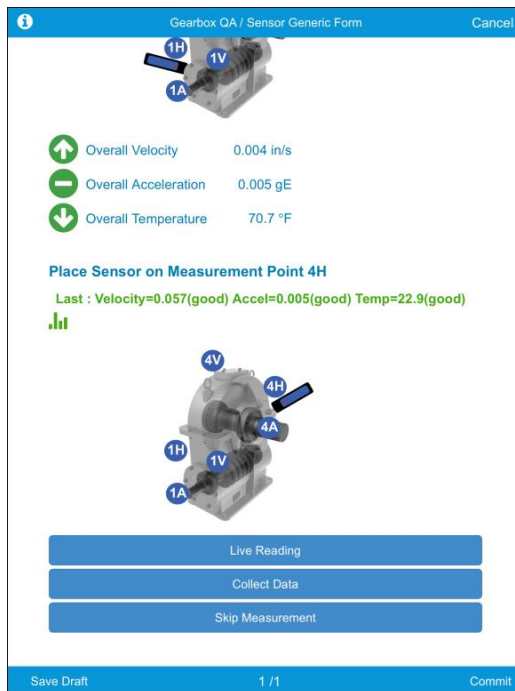 Gearbox QA / Sensor Generic Form
Cancel
1H
1V
1A
Overall Velocity 0.004 in/s
Overall Acceleration 0.005 gE
Overall Temperature 70.7 °F
Place Sensor on Measurement Point 4H
Last : Velocity=0.057(good) Accel=0.005(good) Temp=22.9(good)
4V
4H
4A
1H
1V
1A
Live Reading
Collect Data
Skip Measurement
Save Draft
1 /1
Commit